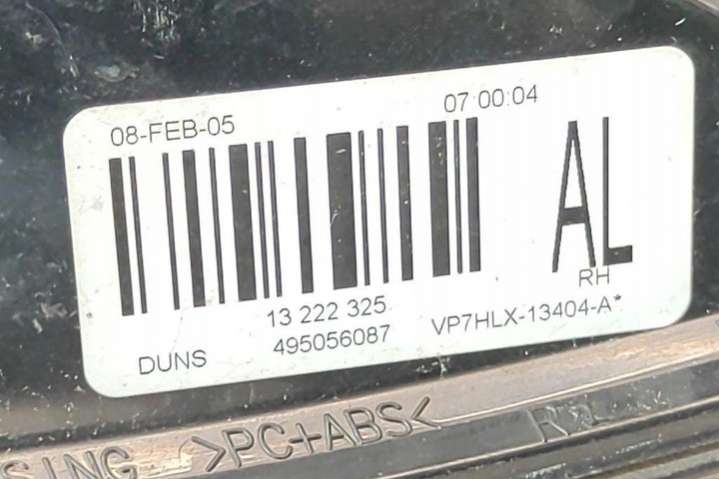 08-FEB-05 07:00:04
AL
RH
13 222 325
DUNS 495056087 VP7HLX-13404-A*
>PC+ABS<